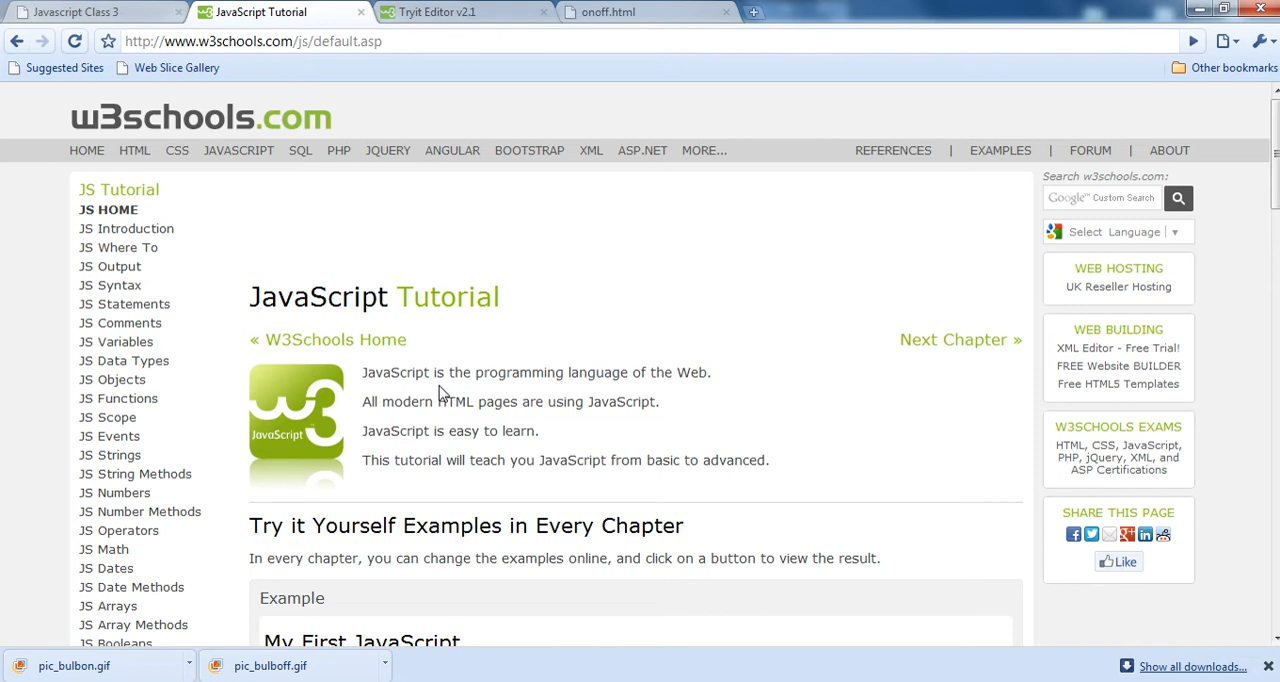 JavaScript Class 3
JavaScript Tutorial
Tryit Editor v2.1
onoff.html
http://www.w3schools.com/js/default.asp
Suggested Sites
Web Slice Gallery
Other bookmarks
w3schools.com
HOME HTML CSS JAVASCRIPT SQL PHP JQUERY ANGULAR BOOTSTRAP XML ASP.NET MORE... REFERENCES | EXAMPLES | FORUM | ABOUT
JS Tutorial
JS HOME
JS Introduction
JS Where To
JS Output
JS Syntax
JS Statements
JS Comments
JS Variables
JS Data Types
JS Objects
JS Functions
JS Scope
JS Events
JS Strings
JS String Methods
JS Numbers
JS Number Methods
JS Operators
JS Math
JS Dates
JS Date Methods
JS Arrays
JS Array Methods
JS Booleans
JavaScript Tutorial
« W3Schools Home
Next Chapter »
w3
JavaScript
JavaScript is the programming language of the Web.
All modern HTML pages are using JavaScript.
JavaScript is easy to learn.
This tutorial will teach you JavaScript from basic to advanced.
Try it Yourself Examples in Every Chapter
In every chapter, you can change the examples online, and click on a button to view the result.
Example
My First JavaScript
Search w3schools.com:
Google™ Custom Search
Select Language
WEB HOSTING
UK Reseller Hosting
WEB BUILDING
XML Editor - Free Trial!
FREE Website BUILDER
Free HTML5 Templates
W3SCHOOLS EXAMS
HTML, CSS, JavaScript,
PHP, jQuery, XML, and
ASP Certifications
SHARE THIS PAGE
Like
pic_bulbon.gif
pic_bulboff.gif
Show all downloads...